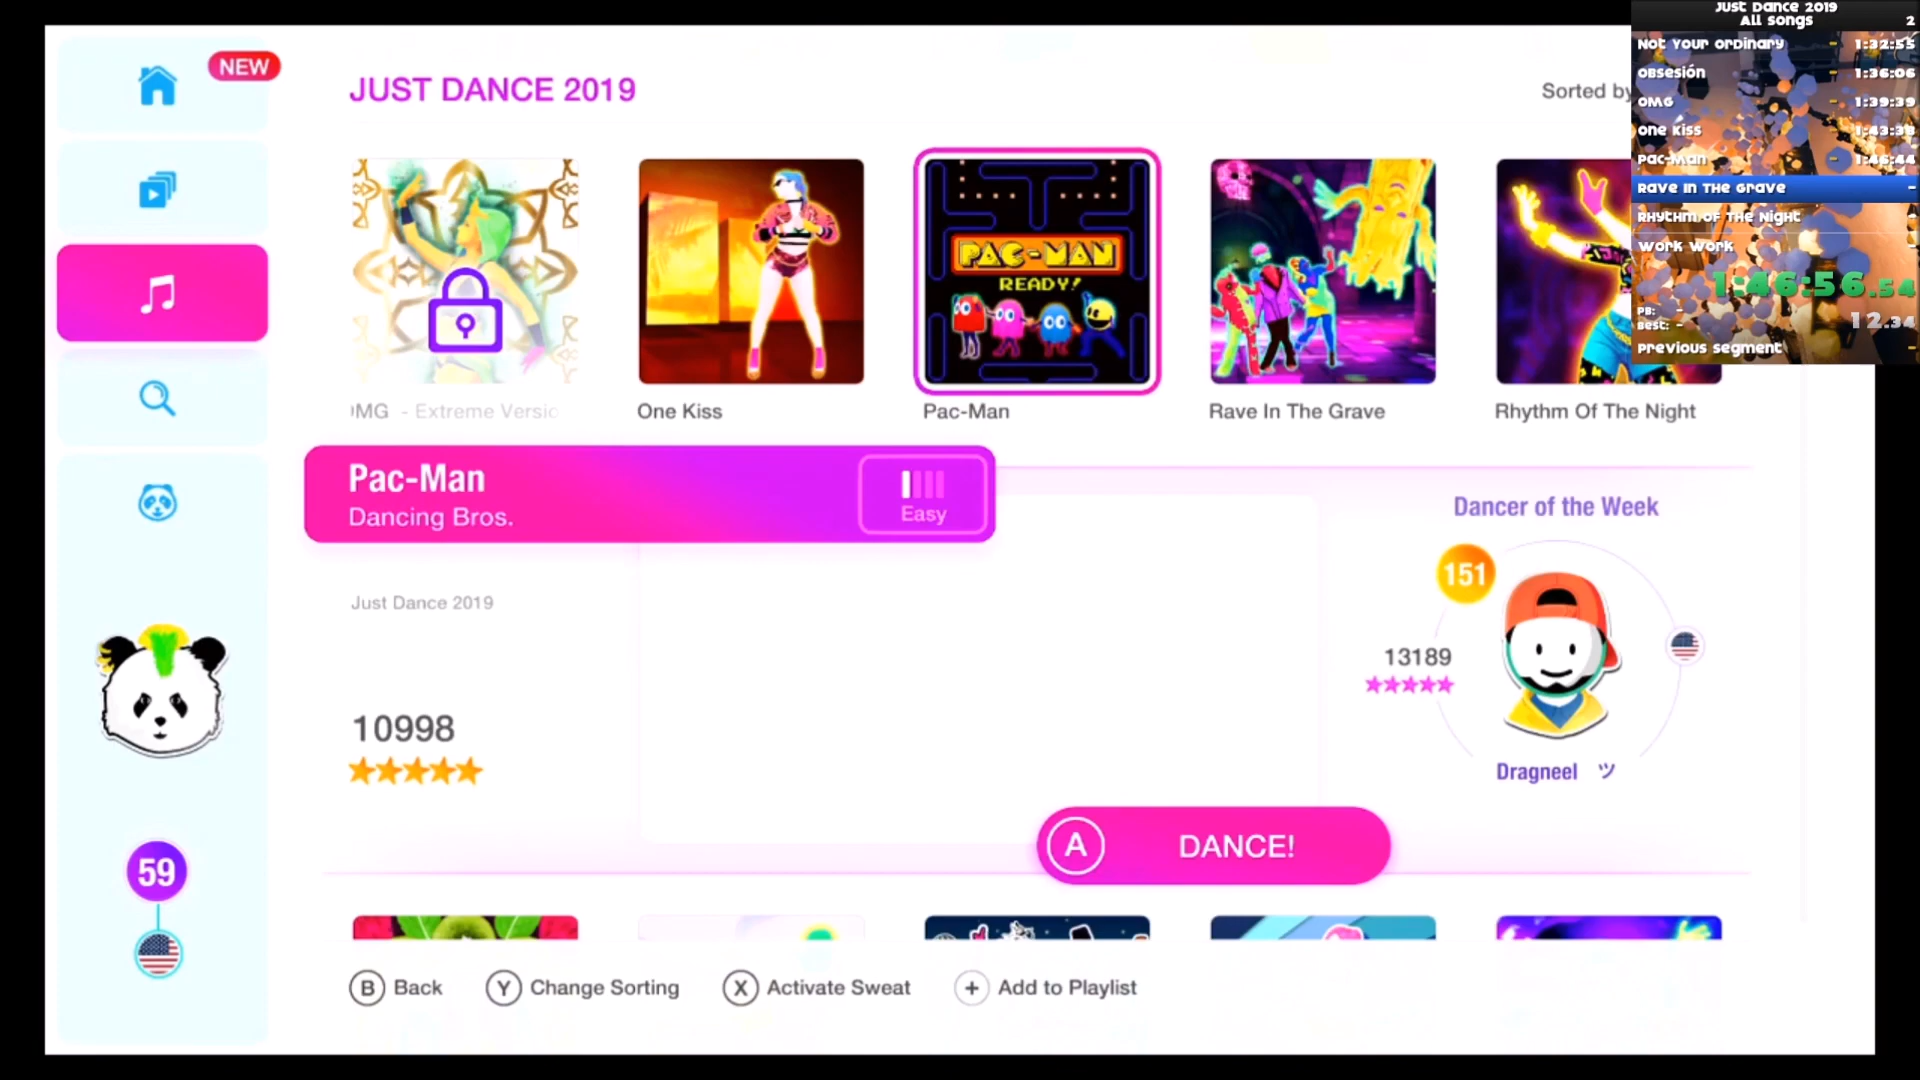 NEW
JUST DANCE 2019
Sorted by
PAC-MAN
READY!
MG - Extreme Versio
One Kiss
Pac-Man
Rave In The Grave
Rhythm Of The Night
Pac-Man
Dancing Bros.
Easy
Just Dance 2019
10998
Dancer of the Week
151
13189
Dragneel ツ
A DANCE!
59
B Back
Y Change Sorting
X Activate Sweat
+ Add to Playlist
Just Dance 2019
All songs 2
Not Your Ordinary - 1:32:55
Obsesión - 1:36:06
OMG - 1:39:39
One Kiss - 1:43:38
Pac-Man - 1:46:44
Rave in the Grave -
Rhythm of the Night -
Work Work -
1:46:56.54
PB: -
Best: -
12.34
Previous segment -